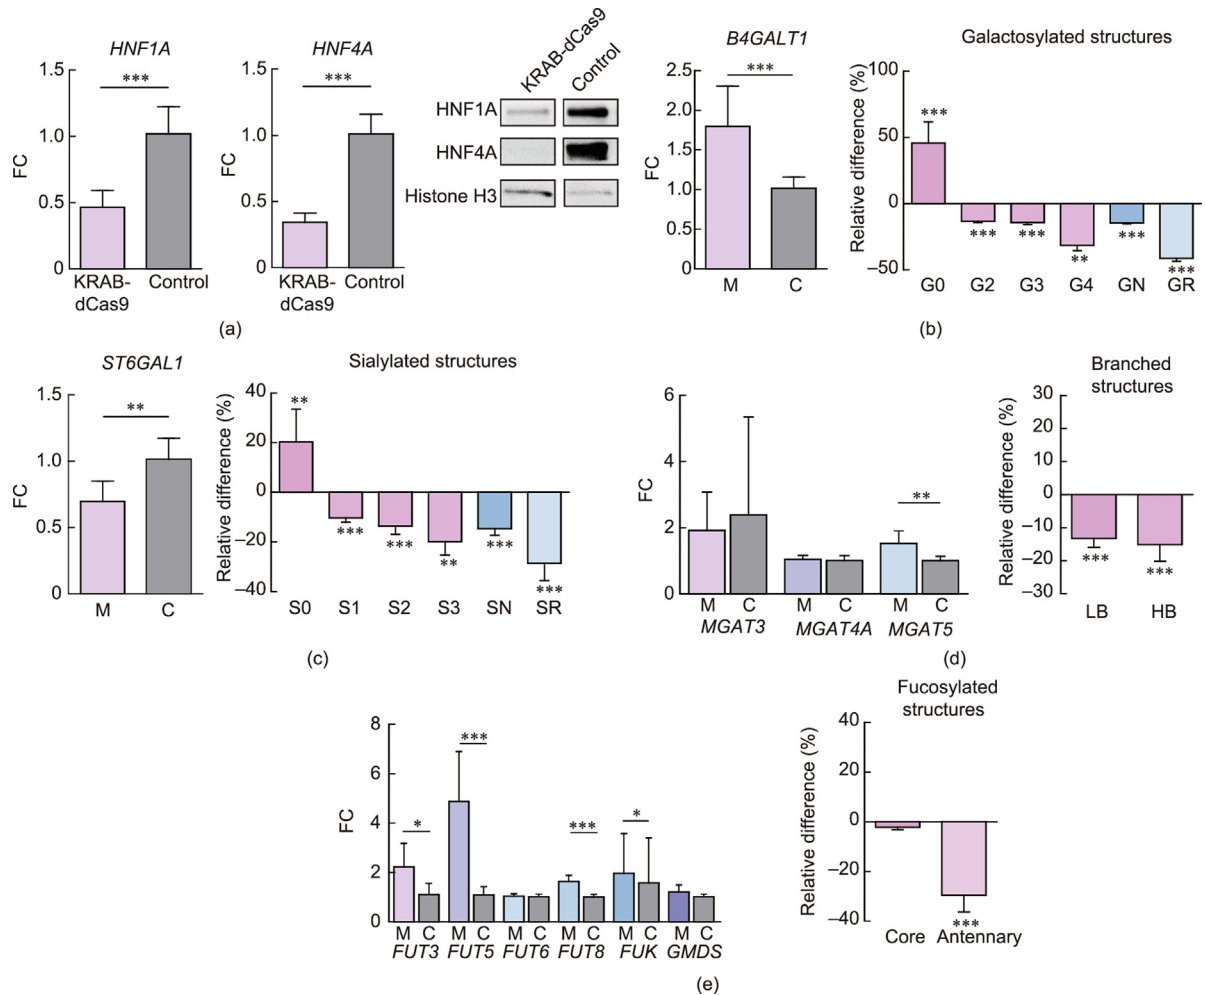 HNF1A
***
FC
1.5
1.0
0.5
0
KRAB-
dCas9
Control
HNF4A
***
FC
1.5
1.0
0.5
0
KRAB-
dCas9
Control
KRAB-dCas9
Control
HNF1A
HNF4A
Histone H3
(a)
B4GALT1
***
FC
2.5
2.0
1.5
1.0
0.5
0
M
C
Galactosylated structures
Relative difference (%)
100
50
0
–50
***
***
***
**
***
***
G0
G2
G3
G4
GN
GR
(b)
ST6GAL1
**
FC
1.5
1.0
0.5
0
M
C
Sialylated structures
Relative difference (%)
40
20
0
–20
–40
**
***
***
**
***
***
S0
S1
S2
S3
SN
SR
(c)
FC
6
4
2
0
**
M C M C M C
MGAT3 MGAT4A MGAT5
Branched
structures
Relative difference (%)
30
20
10
0
–10
–20
–30
***
***
LB
HB
(d)
FC
8
6
4
2
0
*
***
***
*
M C M C M C M C M C M C
FUT3 FUT5 FUT6 FUT8 FUK GMDS
Fucosylated
structures
Relative difference (%)
40
20
0
–20
–40
***
Core Antennary
(e)